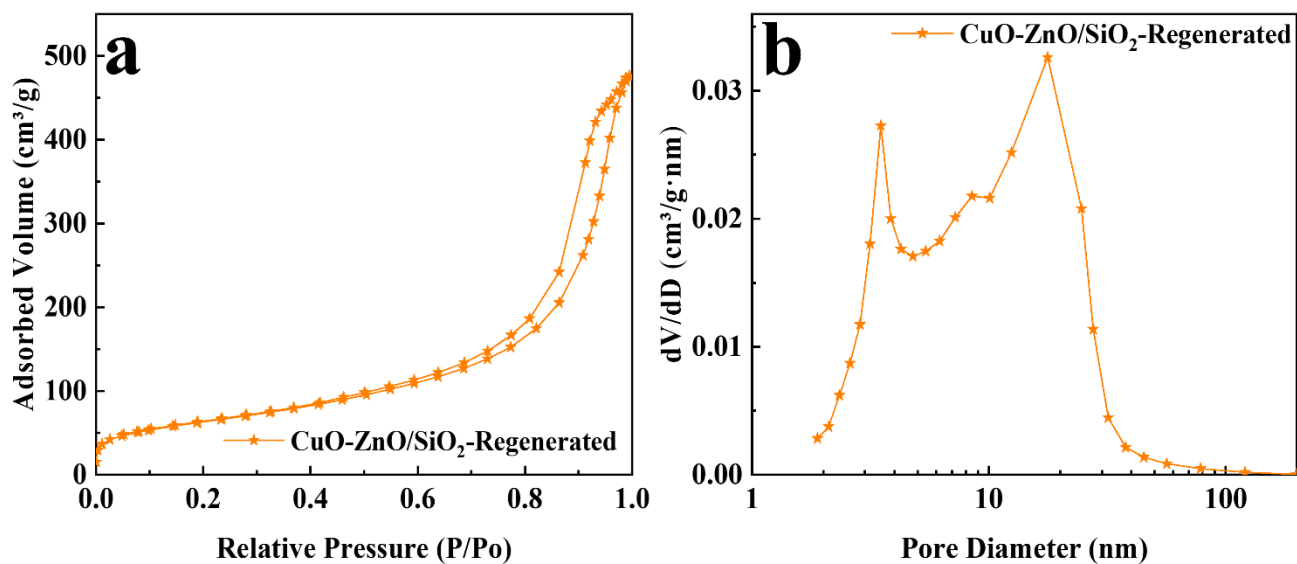 a
CuO-ZnO/SiO₂-Regenerated
Adsorbed Volume (cm³/g)
500
400
300
200
100
0
0.0 0.2 0.4 0.6 0.8 1.0
Relative Pressure (P/Po)
b
CuO-ZnO/SiO₂-Regenerated
dV/dD (cm³/g·nm)
0.03
0.02
0.01
0.00
1 10 100
Pore Diameter (nm)